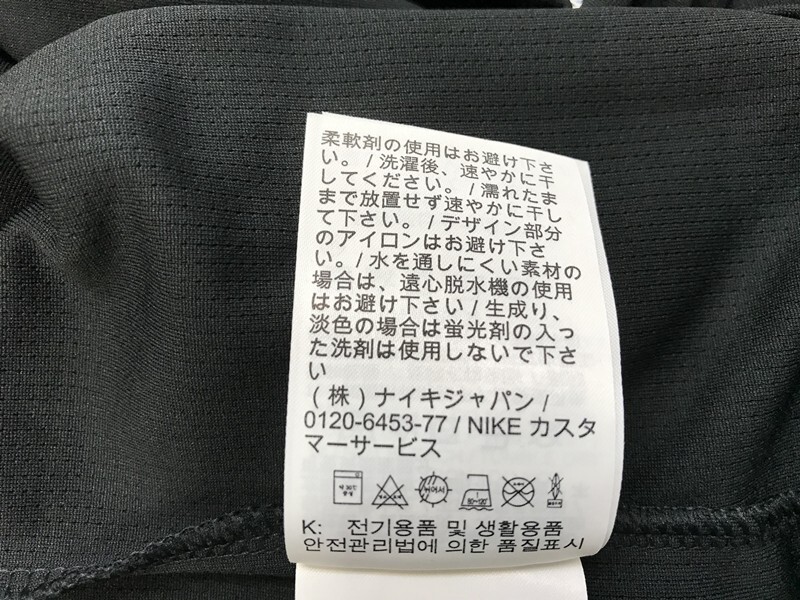 柔軟剤の使用はお避け下さ
い。/ 洗濯後、速やかに干
してください。/ 濡れたま
まで放置せず速やかに干し
て下さい。/ デザイン部分
のアイロンはお避け下さ
い。/ 水を通しにくい素材の
場合は、遠心脱水機の使用
はお避け下さい / 生成り、
淡色の場合は蛍光剤の入っ
た洗剤は使用しないで下さ
い
(株) ナイキジャパン /
0120-6453-77 / NIKE カスタ
マーサービス
80~120
K: 전기용품 및 생활용품
안전관리법에 의한 품질표시